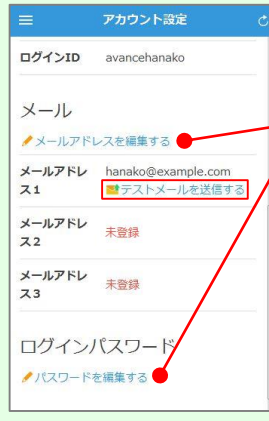 アカウント設定
ログインID avancehanako
メール
メールアドレスを編集する
メールアドレ hanako@example.com
ス1 テストメールを送信する
メールアドレ
ス2 未登録
メールアドレ
ス3 未登録
ログインパスワード
パスワードを編集する